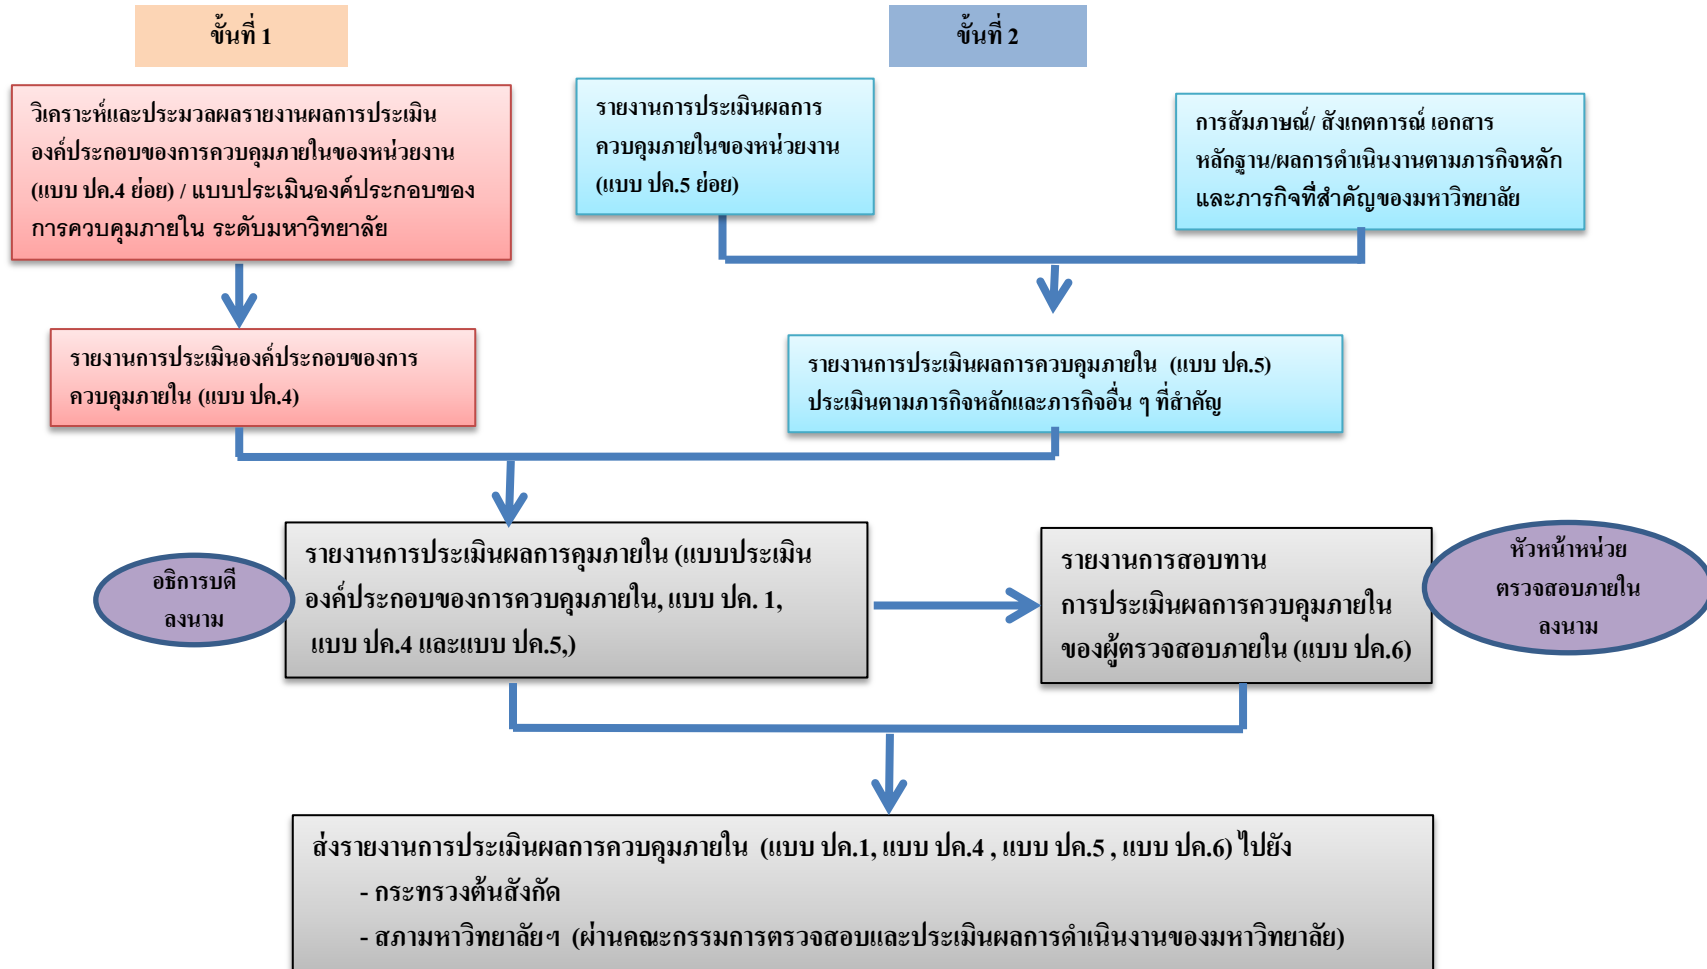 ขั้นที่ 1
ขั้นที่ 2
วิเคราะห์และประมวลผลรายงานผลการประเมิน
องค์ประกอบของการควบคุมภายในของหน่วยงาน
(แบบ ปค.4 ย่อย) / แบบประเมินองค์ประกอบของ
การควบคุมภายใน ระดับมหาวิทยาลัย
รายงานการประเมินผลการ
ควบคุมภายในของหน่วยงาน
(แบบ ปค.5 ย่อย)
การสัมภาษณ์/ สังเกตการณ์ เอกสาร
หลักฐาน/ผลการดำเนินงานตามภารกิจหลัก
และภารกิจที่สำคัญของมหาวิทยาลัย
รายงานการประเมินองค์ประกอบของการ
ควบคุมภายใน (แบบ ปค.4)
รายงานการประเมินผลการควบคุมภายใน (แบบ ปค.5)
ประเมินตามภารกิจหลักและภารกิจอื่น ๆ ที่สำคัญ
อธิการบดี
ลงนาม
รายงานการประเมินผลการคุมภายใน (แบบประเมิน
องค์ประกอบของการควบคุมภายใน, แบบ ปค. 1,
แบบ ปค.4 และแบบ ปค.5,)
รายงานการสอบทาน
การประเมินผลการควบคุมภายใน
ของผู้ตรวจสอบภายใน (แบบ ปค.6)
หัวหน้าหน่วย
ตรวจสอบภายใน
ลงนาม
ส่งรายงานการประเมินผลการควบคุมภายใน (แบบ ปค.1, แบบ ปค.4 , แบบ ปค.5 , แบบ ปค.6) ไปยัง
- กระทรวงต้นสังกัด
- สภามหาวิทยาลัยฯ (ผ่านคณะกรรมการตรวจสอบและประเมินผลการดำเนินงานของมหาวิทยาลัย)